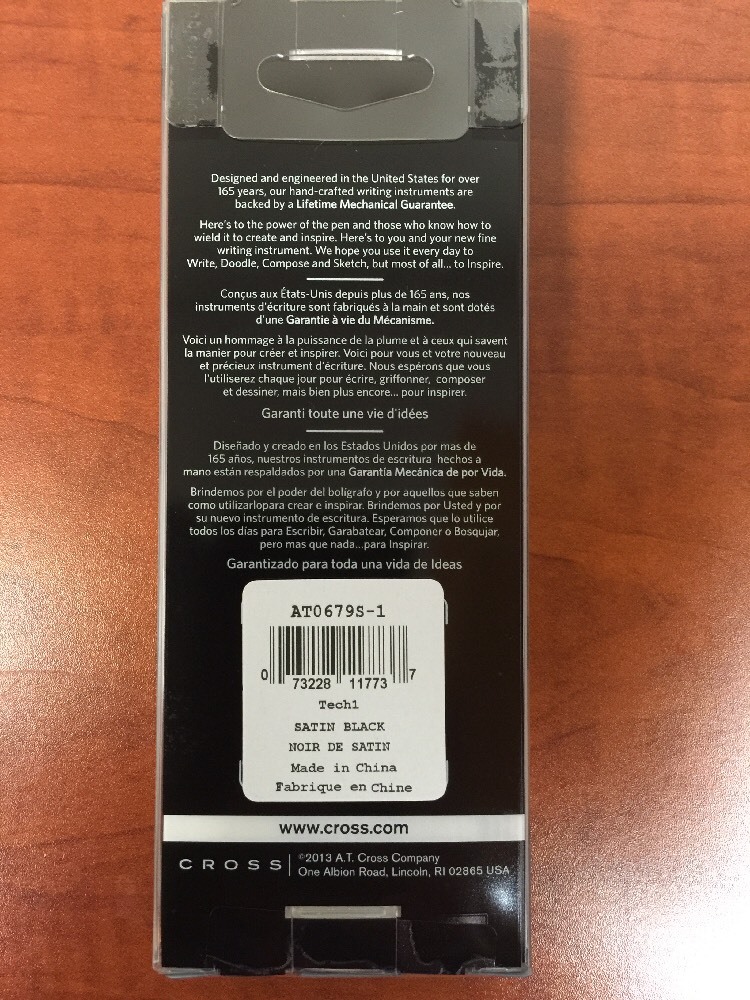 Designed and engineered in the United States for over
165 years, our hand-crafted writing instruments are
backed by a Lifetime Mechanical Guarantee.
Here's to the power of the pen and those who know how to
wield it to create and inspire. Here's to you and your new fine
writing instrument. We hope you use it every day to
Write, Doodle, Compose and Sketch, but most of all... to Inspire.
Conçus aux États-Unis depuis plus de 165 ans, nos
instruments d'écriture sont fabriqués à la main et sont dotés
d'une Garantie à vie du Mécanisme.
Voici un hommage à la puissance de la plume et à ceux qui savent
la manier pour créer et inspirer. Voici pour vous et votre nouveau
et précieux instrument d'écriture. Nous espérons que vous
l'utiliserez chaque jour pour écrire, griffonner, composer
et dessiner, mais bien plus encore... pour inspirer.
Garanti toute une vie d'idées
Diseñado y creado en los Estados Unidos por mas de
165 años, nuestros instrumentos de escritura hechos a
mano están respaldados por una Garantía Mecánica de por Vida.
Brindemos por el poder del bolígrafo y por aquellos que saben
como utilizarlopara crear e inspirar. Brindemos por Usted y por
su nuevo instrumento de escritura. Esperamos que lo utilice
todos los días para Escribir, Garabatear, Componer o Bosqujar,
pero mas que nada...para Inspirar.
Garantizado para toda una vida de Ideas
AT0679S-1
0 73228 11773 7
Tech1
SATIN BLACK
NOIR DE SATIN
Made in China
Fabrique en Chine
www.cross.com
CROSS
©2013 A.T. Cross Company
One Albion Road, Lincoln, RI 02865 USA